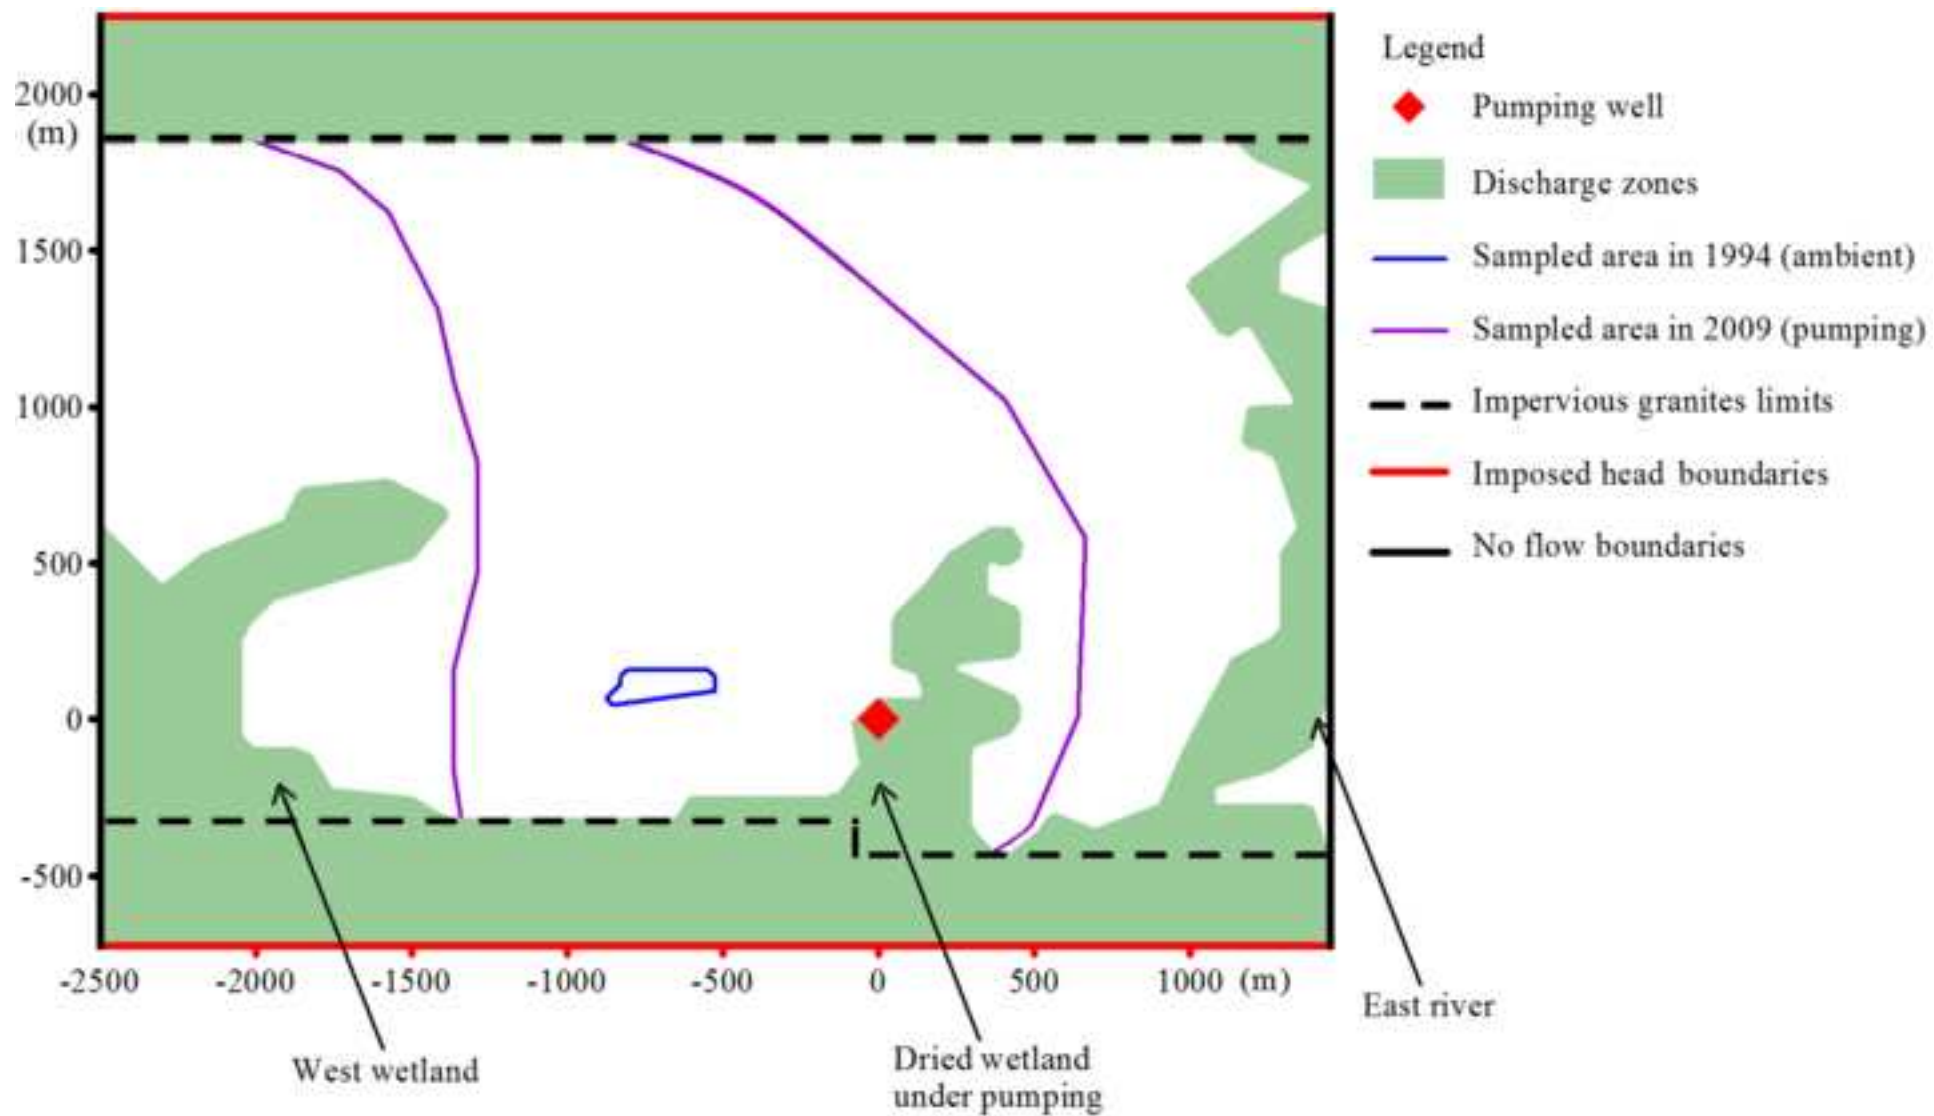 Legend
Pumping well
Discharge zones
Sampled area in 1994 (ambient)
Sampled area in 2009 (pumping)
Impervious granites limits
Imposed head boundaries
No flow boundaries
2000
(m)
1500
1000
500
0
-500
-2500 -2000 -1500 -1000 -500 0 500 1000 (m)
East river
West wetland
Dried wetland
under pumping